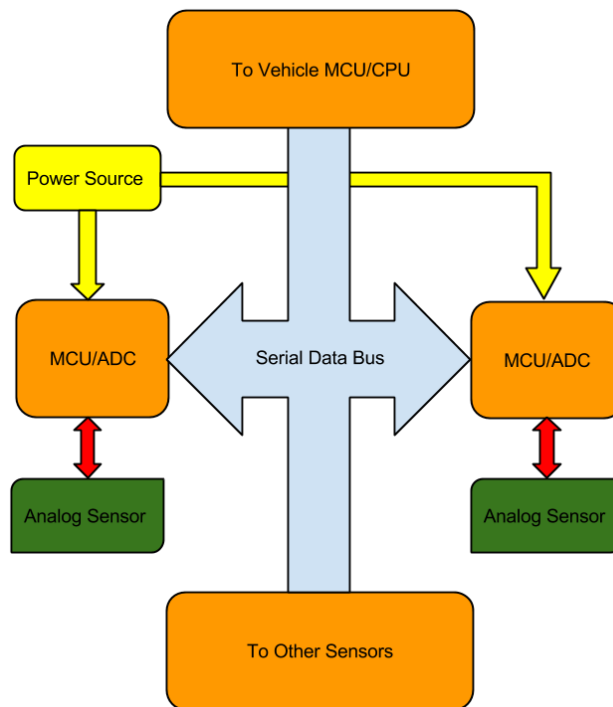 To Vehicle MCU/CPU
Power Source
MCU/ADC
Serial Data Bus
MCU/ADC
Analog Sensor
Analog Sensor
To Other Sensors